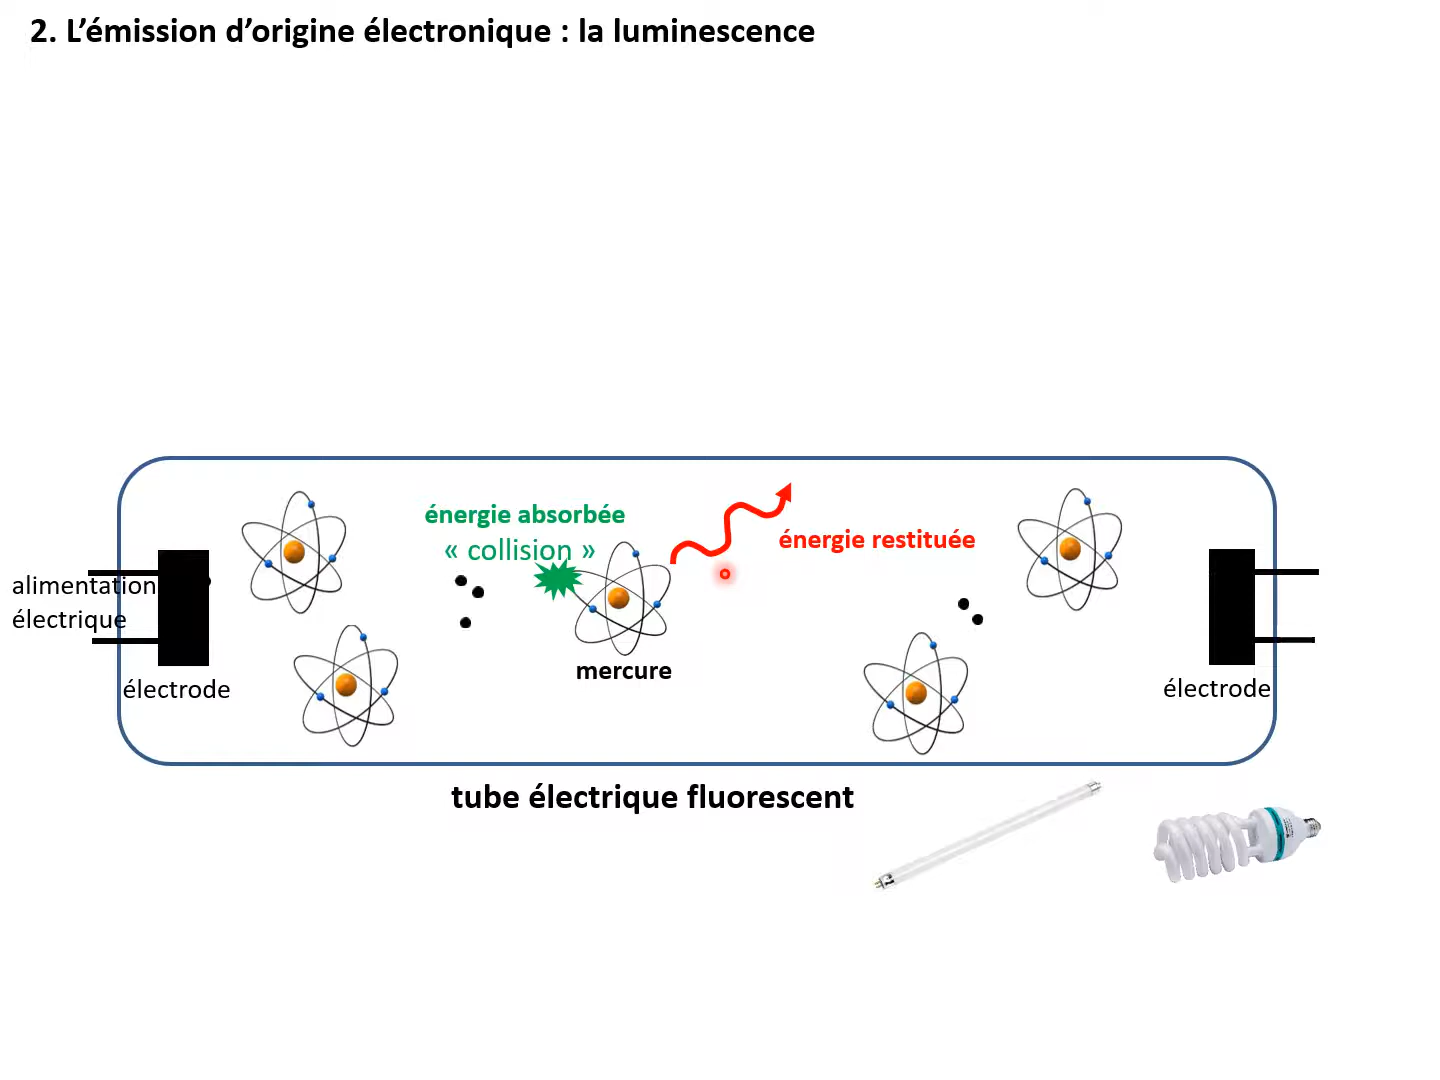 2. L’émission d’origine électronique : la luminescence
énergie absorbée
« collision »
énergie restituée
alimentation
électrique
mercure
électrode
électrode
tube électrique fluorescent